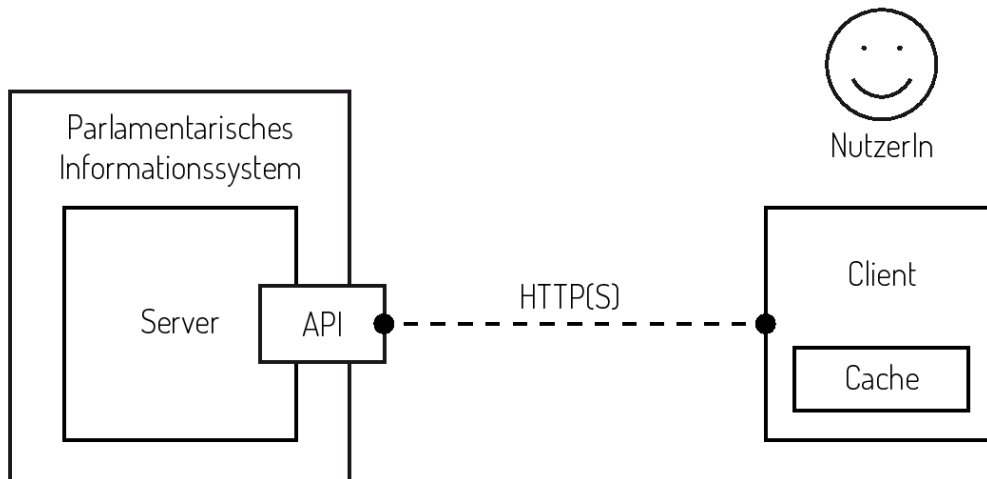 Parlamentarisches
Informationssystem
Server
API
HTTP(S)
NutzerIn
Client
Cache